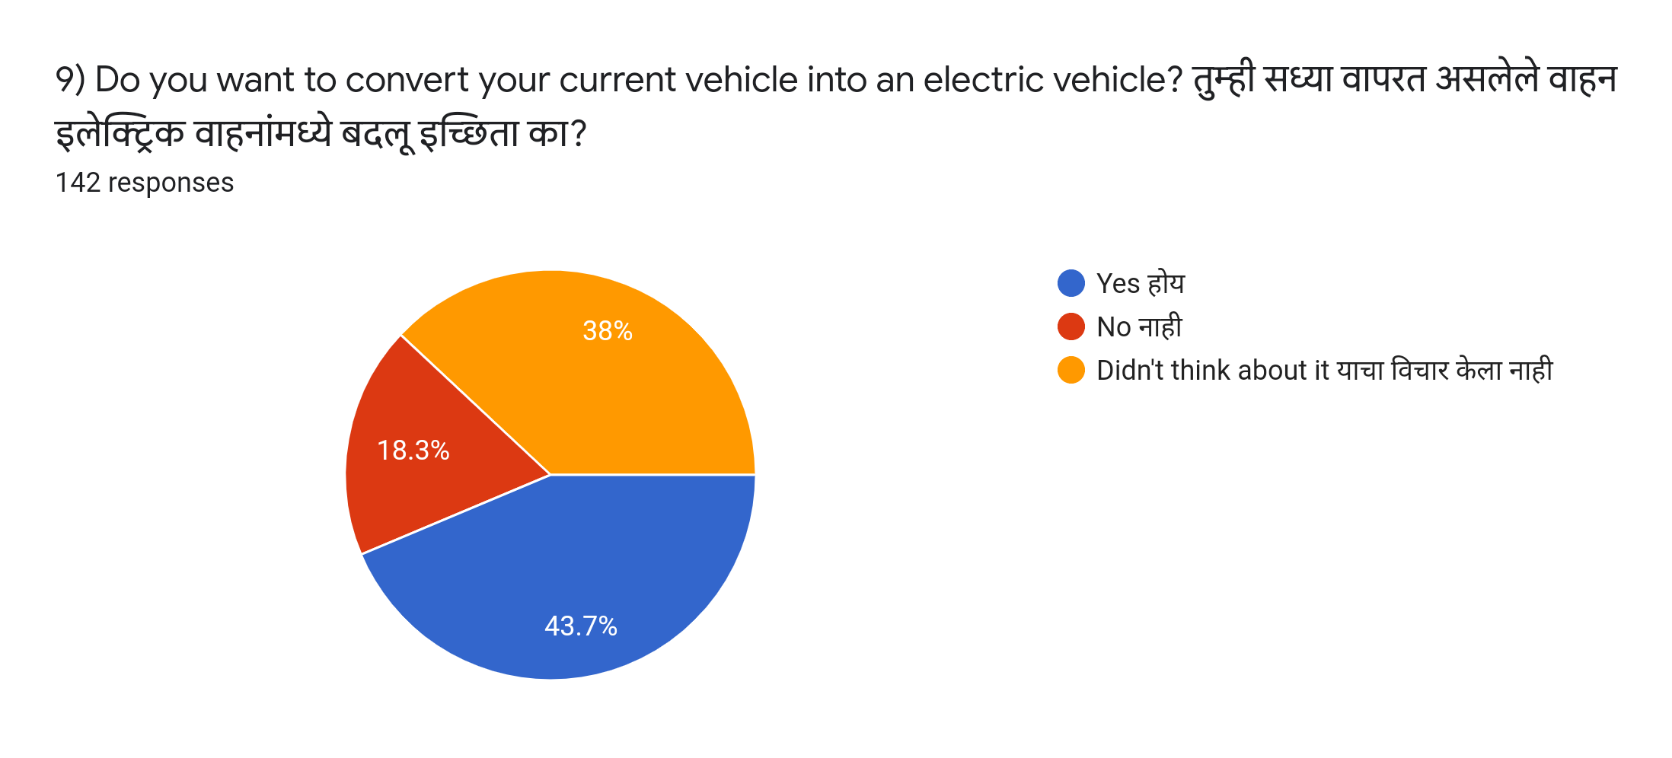 9) Do you want to convert your current vehicle into an electric vehicle? तुम्ही सध्या वापरत असलेले वाहन
इलेक्ट्रिक वाहनांमध्ये बदलू इच्छिता का?
142 responses
38%
18.3%
43.7%
Yes होय
No नाही
Didn't think about it याचा विचार केला नाही